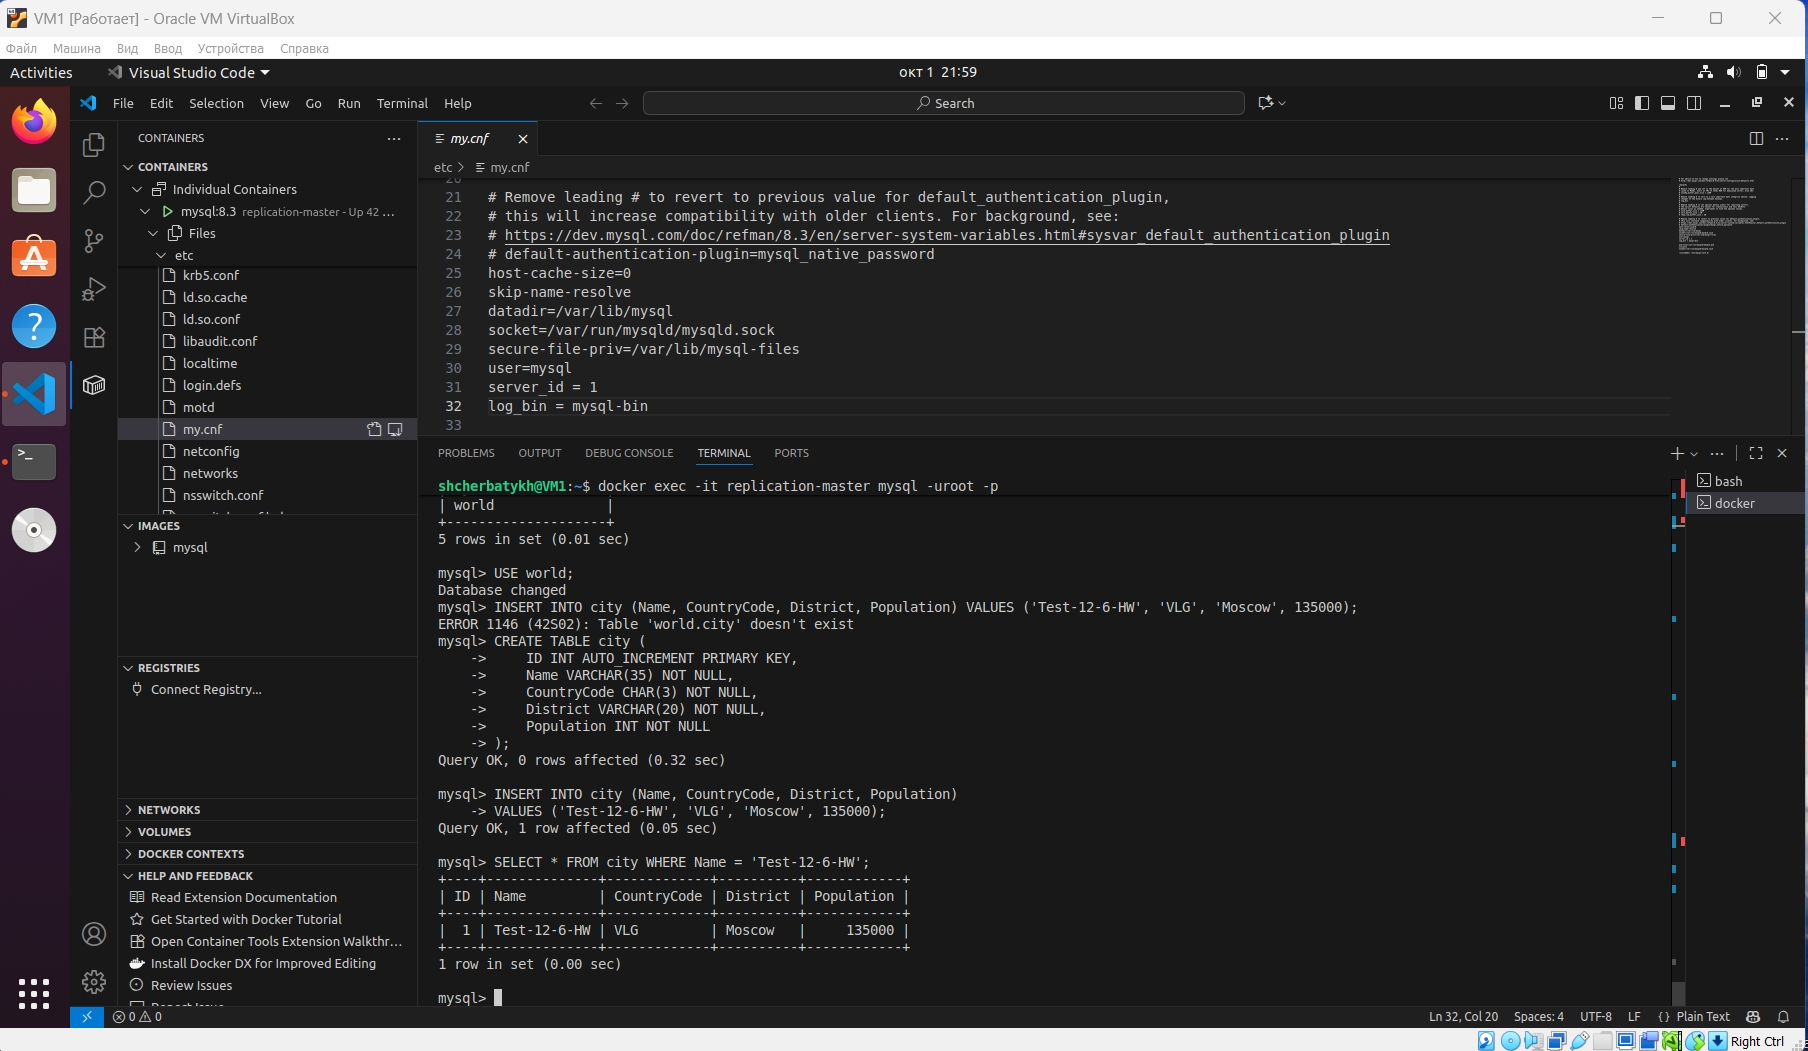 VM1 [Работает] - Oracle VM VirtualBox
Файл Машина Вид Ввод Устройства Справка
Activities Visual Studio Code окт 1 21:59
File Edit Selection View Go Run Terminal Help Search
CONTAINERS
CONTAINERS
Individual Containers
mysql:8.3 replication-master - Up 42 ...
Files
etc
krb5.conf
ld.so.cache
ld.so.conf
libaudit.conf
localtime
login.defs
motd
my.cnf
netconfig
networks
nsswitch.conf
IMAGES
mysql
REGISTRIES
Connect Registry...
NETWORKS
VOLUMES
DOCKER CONTEXTS
HELP AND FEEDBACK
Read Extension Documentation
Get Started with Docker Tutorial
Open Container Tools Extension Walkthr...
Install Docker DX for Improved Editing
Review Issues
my.cnf
etc > my.cnf
21 # Remove leading # to revert to previous value for default_authentication_plugin,
22 # this will increase compatibility with older clients. For background, see:
23 # https://dev.mysql.com/doc/refman/8.3/en/server-system-variables.html#sysvar_default_authentication_plugin
24 # default-authentication-plugin=mysql_native_password
25 host-cache-size=0
26 skip-name-resolve
27 datadir=/var/lib/mysql
28 socket=/var/run/mysqld/mysqld.sock
29 secure-file-priv=/var/lib/mysql-files
30 user=mysql
31 server_id = 1
32 log_bin = mysql-bin
33
PROBLEMS OUTPUT DEBUG CONSOLE TERMINAL PORTS
shcherbatykh@VM1:~$ docker exec -it replication-master mysql -uroot -p
| world              |
+--------------------+
5 rows in set (0.01 sec)
mysql> USE world;
Database changed
mysql> INSERT INTO city (Name, CountryCode, District, Population) VALUES ('Test-12-6-HW', 'VLG', 'Moscow', 135000);
ERROR 1146 (42S02): Table 'world.city' doesn't exist
mysql> CREATE TABLE city (
    ->     ID INT AUTO_INCREMENT PRIMARY KEY,
    ->     Name VARCHAR(35) NOT NULL,
    ->     CountryCode CHAR(3) NOT NULL,
    ->     District VARCHAR(20) NOT NULL,
    ->     Population INT NOT NULL
    -> );
Query OK, 0 rows affected (0.32 sec)
mysql> INSERT INTO city (Name, CountryCode, District, Population)
    -> VALUES ('Test-12-6-HW', 'VLG', 'Moscow', 135000);
Query OK, 1 row affected (0.05 sec)
mysql> SELECT * FROM city WHERE Name = 'Test-12-6-HW';
+----+--------------+-------------+----------+------------+
| ID | Name         | CountryCode | District | Population |
+----+--------------+-------------+----------+------------+
|  1 | Test-12-6-HW | VLG         | Moscow   |     135000 |
+----+--------------+-------------+----------+------------+
1 row in set (0.00 sec)
mysql>
bash
docker
0 0 Ln 32, Col 20 Spaces: 4 UTF-8 LF {} Plain Text
Right Ctrl